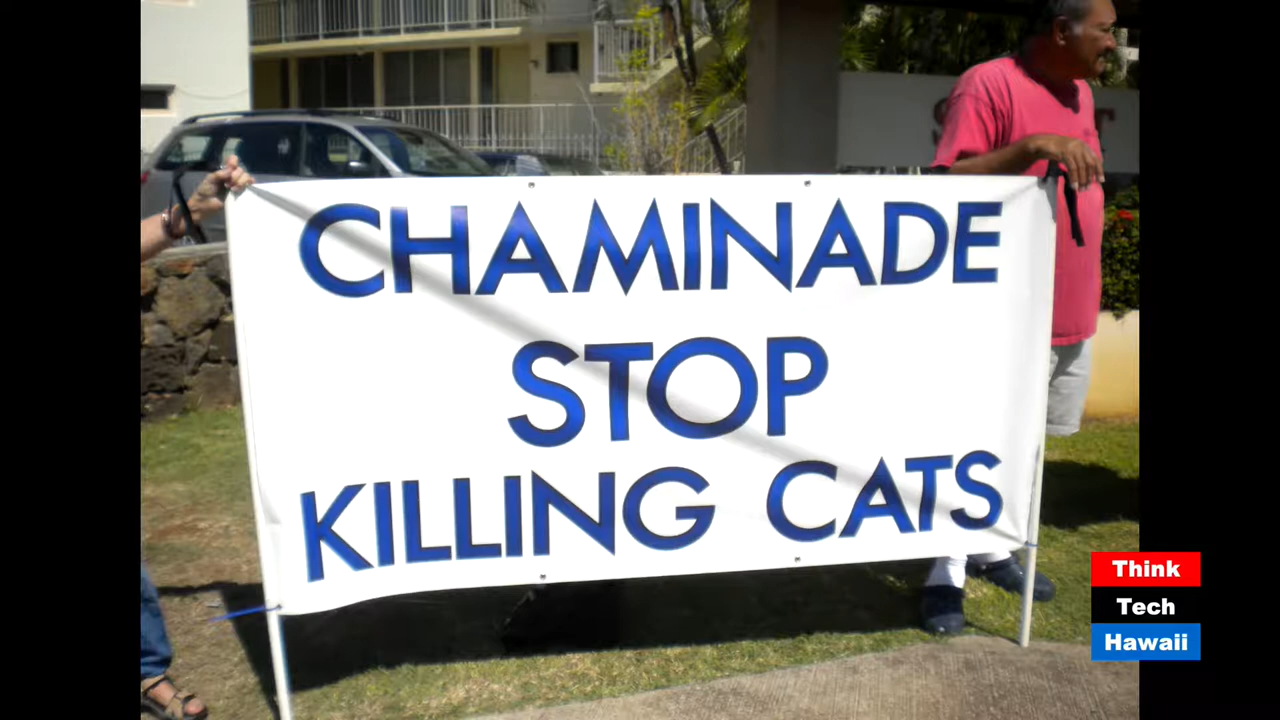 CHAMINADE
STOP
KILLING CATS
Think
Tech
Hawaii